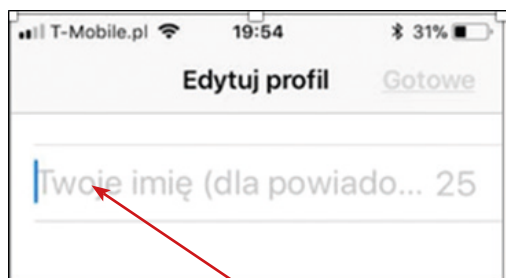 T-Mobile.pl 19:54 31%
Edytuj profil Gotowe
Twoje imię (dla powiado... 25